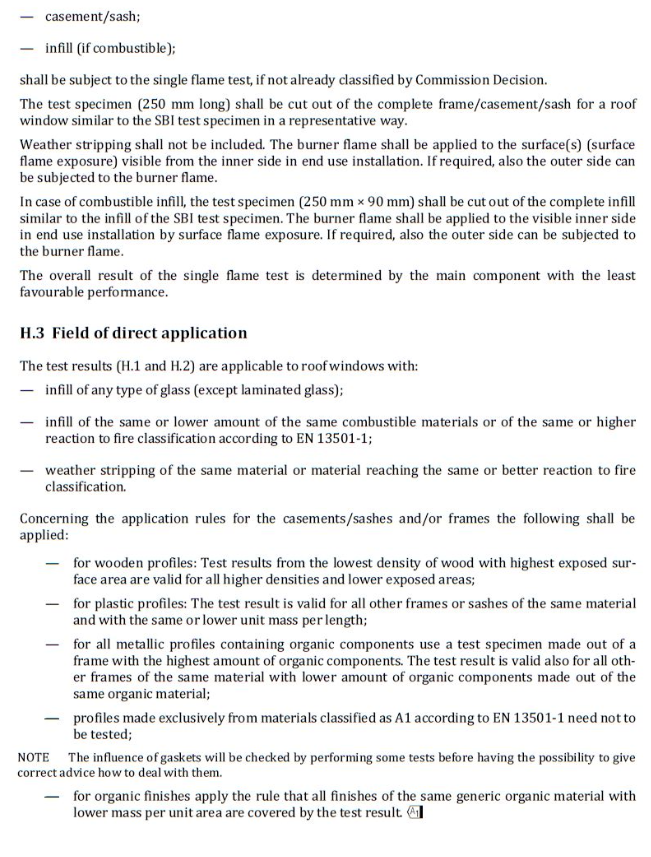 — casement/sash;
— infill (if combustible);
shall be subject to the single flame test, if not already classified by Commission Decision.
The test specimen (250 mm long) shall be cut out of the complete frame/casement/sash for a roof
window similar to the SBI test specimen in a representative way.
Weather stripping shall not be included. The burner flame shall be applied to the surface(s) (surface
flame exposure) visible from the inner side in end use installation. If required, also the outer side can
be subjected to the burner flame.
In case of combustible infill, the test specimen (250 mm × 90 mm) shall be cut out of the complete infill
similar to the infill of the SBI test specimen. The burner flame shall be applied to the visible inner side
in end use installation by surface flame exposure. If required, also the outer side can be subjected to
the burner flame.
The overall result of the single flame test is determined by the main component with the least
favourable performance.
H.3 Field of direct application
The test results (H.1 and H.2) are applicable to roof windows with:
— infill of any type of glass (except laminated glass);
— infill of the same or lower amount of the same combustible materials or of the same or higher
reaction to fire classification according to EN 13501-1;
— weather stripping of the same material or material reaching the same or better reaction to fire
classification.
Concerning the application rules for the casements/sashes and/or frames the following shall be
applied:
— for wooden profiles: Test results from the lowest density of wood with highest exposed sur-
face area are valid for all higher densities and lower exposed areas;
— for plastic profiles: The test result is valid for all other frames or sashes of the same material
and with the same or lower unit mass per length;
— for all metallic profiles containing organic components use a test specimen made out of a
frame with the highest amount of organic components. The test result is valid also for all oth-
er frames of the same material with lower amount of organic components made out of the
same organic material;
— profiles made exclusively from materials classified as A1 according to EN 13501-1 need not to
be tested;
NOTE The influence of gaskets will be checked by performing some tests before having the possibility to give
correct advice how to deal with them.
— for organic finishes apply the rule that all finishes of the same generic organic material with
lower mass per unit area are covered by the test result. A1